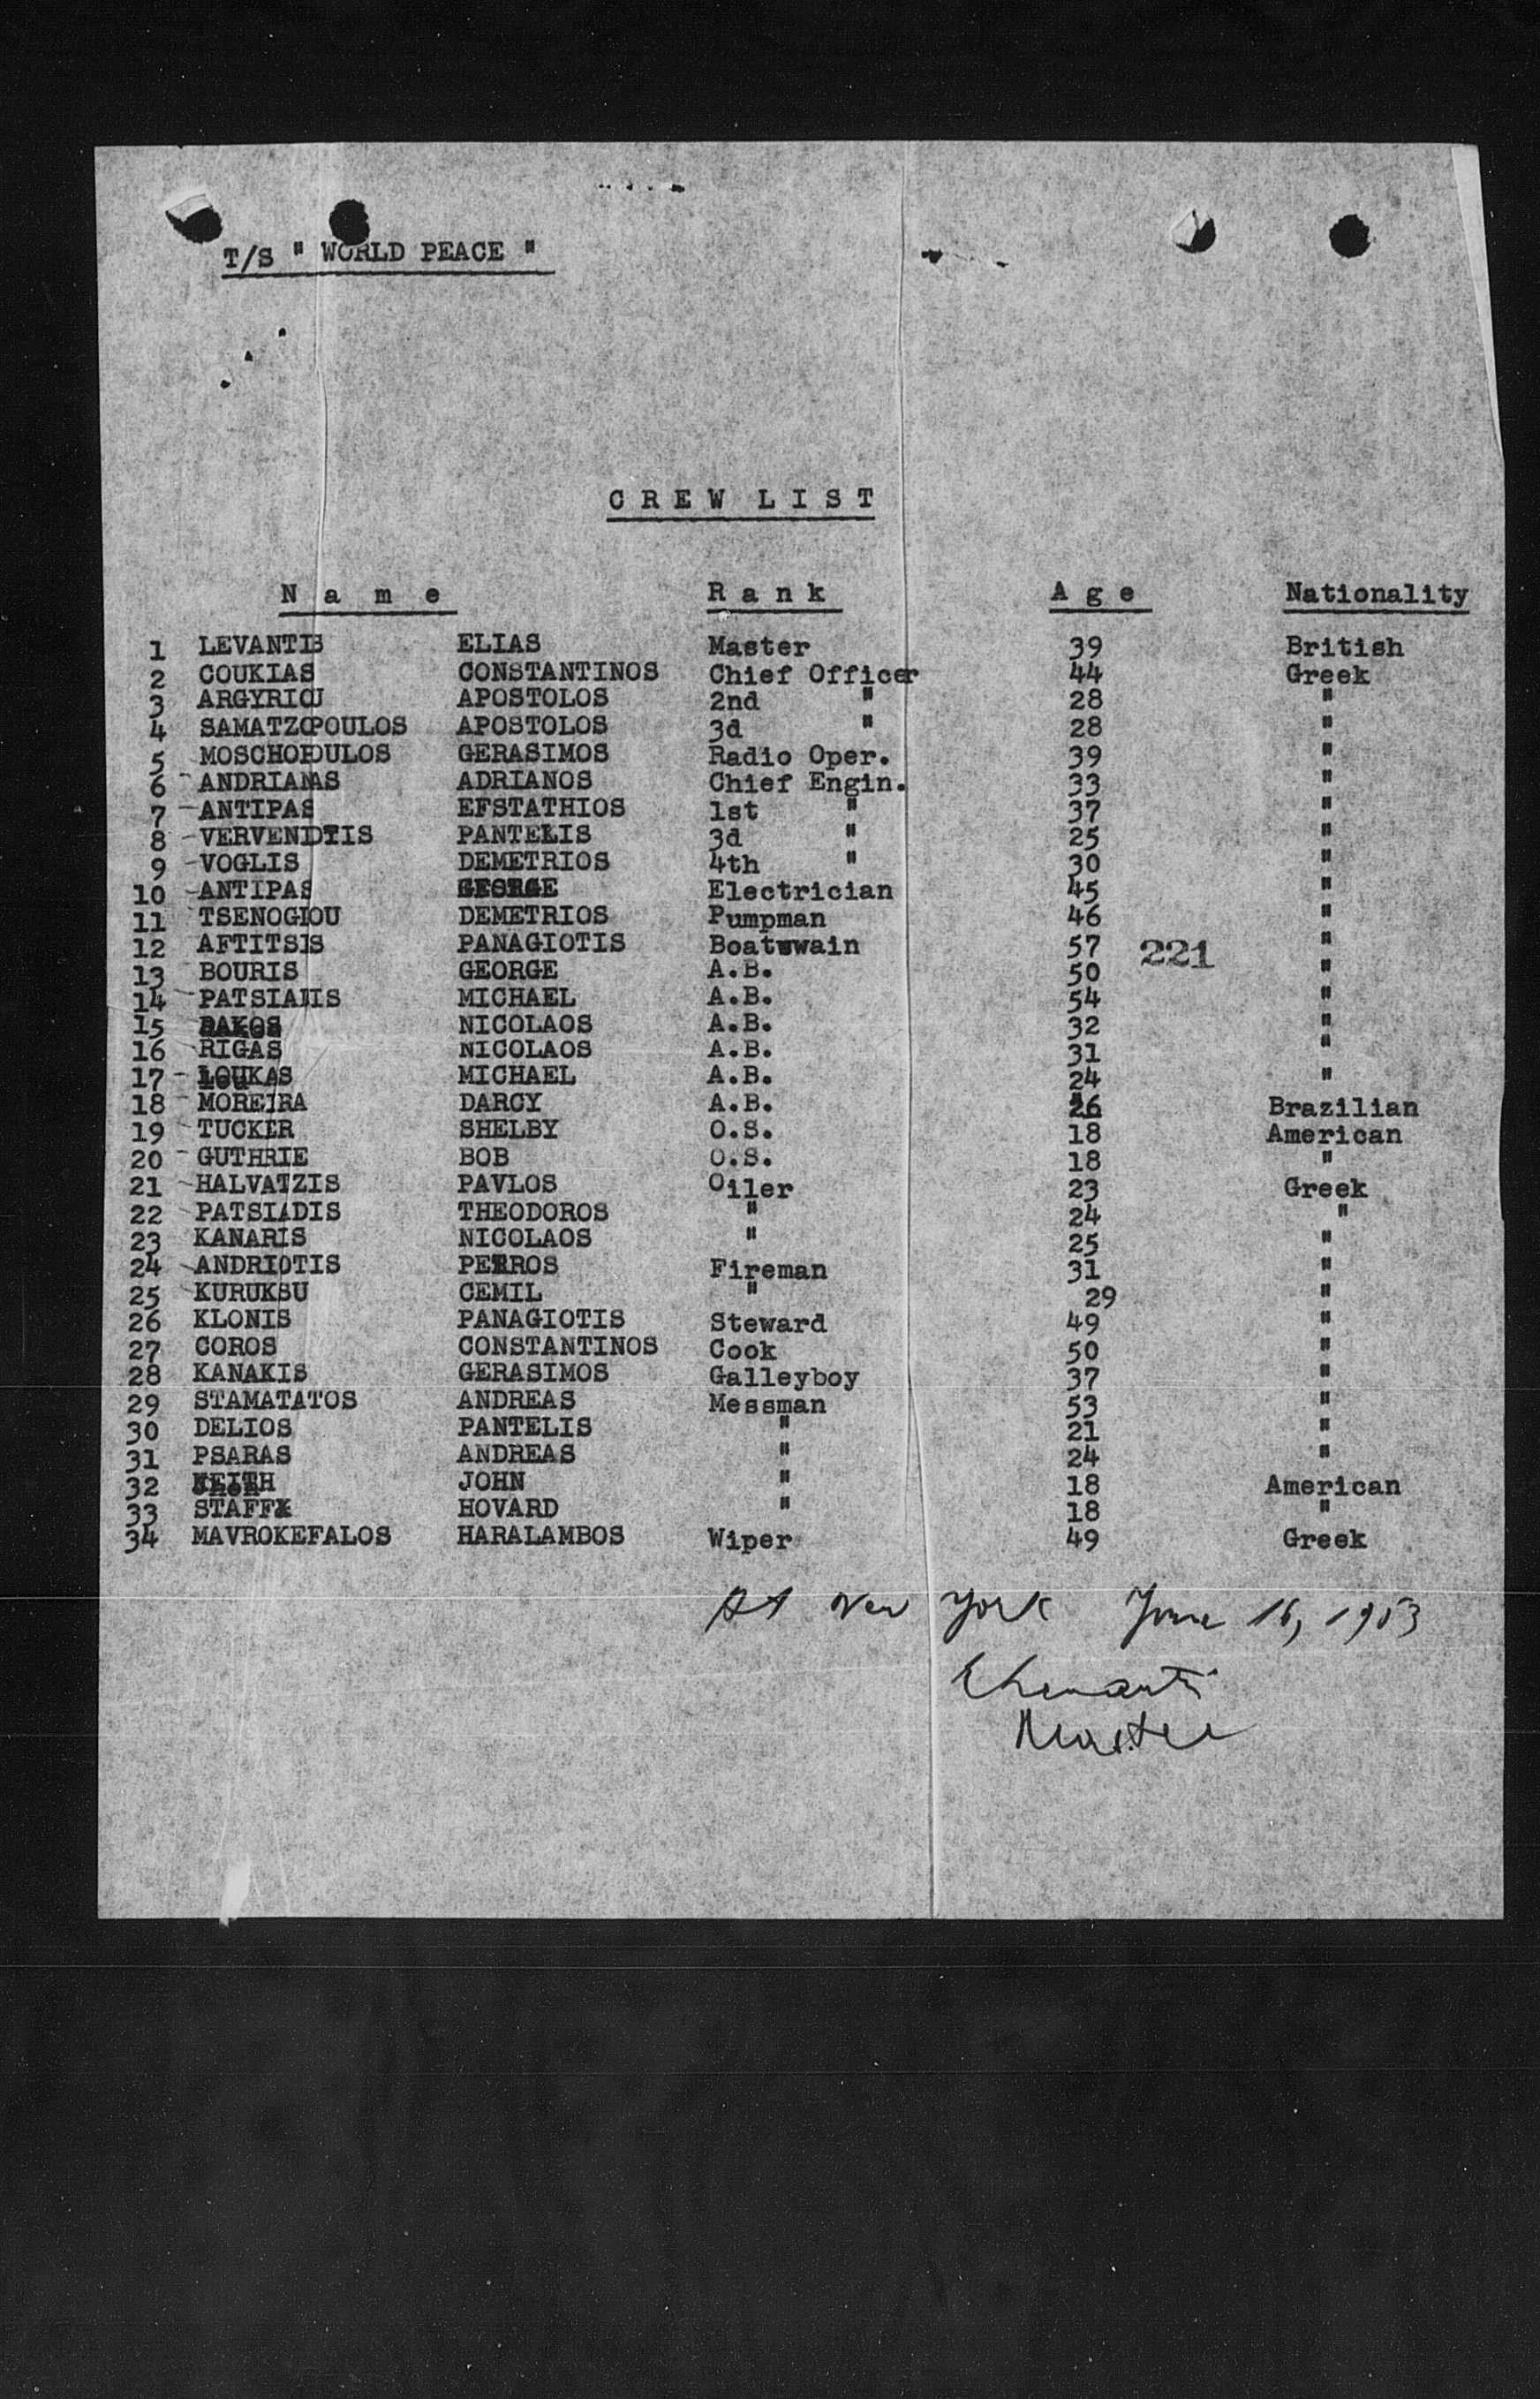 T/S " WORLD PEACE "
CREW LIST
Name Rank Age Nationality
1 LEVANTIS ELIAS Master 39 British
2 COUKIAS CONSTANTINOS Chief Officer 44 Greek
3 ARGYRIOU APOSTOLOS 2nd " 28 "
4 SAMATZOPOULOS APOSTOLOS 3d " 28 "
5 MOSCHOPOULOS GERASIMOS Radio Oper. 39 "
6 ANDRIANAS ADRIANOS Chief Engin. 33 "
7 ANTIPAS EFSTATHIOS 1st " 37 "
8 VERVENIOTIS PANTELIS 3d " 25 "
9 VOGLIS DEMETRIOS 4th " 30 "
10 ANTIPAS GEORGE Electrician 45 "
11 TSENOGIOU DEMETRIOS Pumpman 46 "
12 AFTITSIS PANAGIOTIS Boatswain 57 "
221
13 BOURIS GEORGE A.B. 50 "
14 PATSIADIS MICHAEL A.B. 54 "
15 DAKOS NICOLAOS A.B. 32 "
16 RIGAS NICOLAOS A.B. 31 "
17 LOUKAS MICHAEL A.B. 24 "
18 MOREIRA DARCY A.B. 26 Brazilian
19 TUCKER SHELBY O.S. 18 American
20 GUTHRIE BOB O.S. 18 "
21 HALVATZIS PAVLOS Oiler 23 Greek
22 PATSIADIS THEODOROS " 24 "
23 KANARIS NICOLAOS " 25 "
24 ANDRIOTIS PETROS Fireman 31 "
25 KURUKSU CEMIL " 29 "
26 KLONIS PANAGIOTIS Steward 49 "
27 COROS CONSTANTINOS Cook 50 "
28 KANAKIS GERASIMOS Galleyboy 37 "
29 STAMATATOS ANDREAS Messman 53 "
30 DELIOS PANTELIS " 21 "
31 PSARAS ANDREAS " 24 "
32 KEITH JOHN " 18 American
33 STAFF HOVARD " 18 "
34 MAVROKEFALOS HARALAMBOS Wiper 49 Greek
At New York June 16, 1953
ELevantis
Master